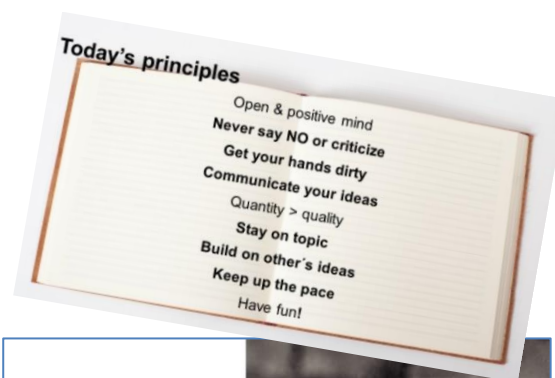 Today's principles
Open & positive mind
Never say NO or criticize
Get your hands dirty
Communicate your ideas
Quantity > quality
Stay on topic
Build on other´s ideas
Keep up the pace
Have fun!